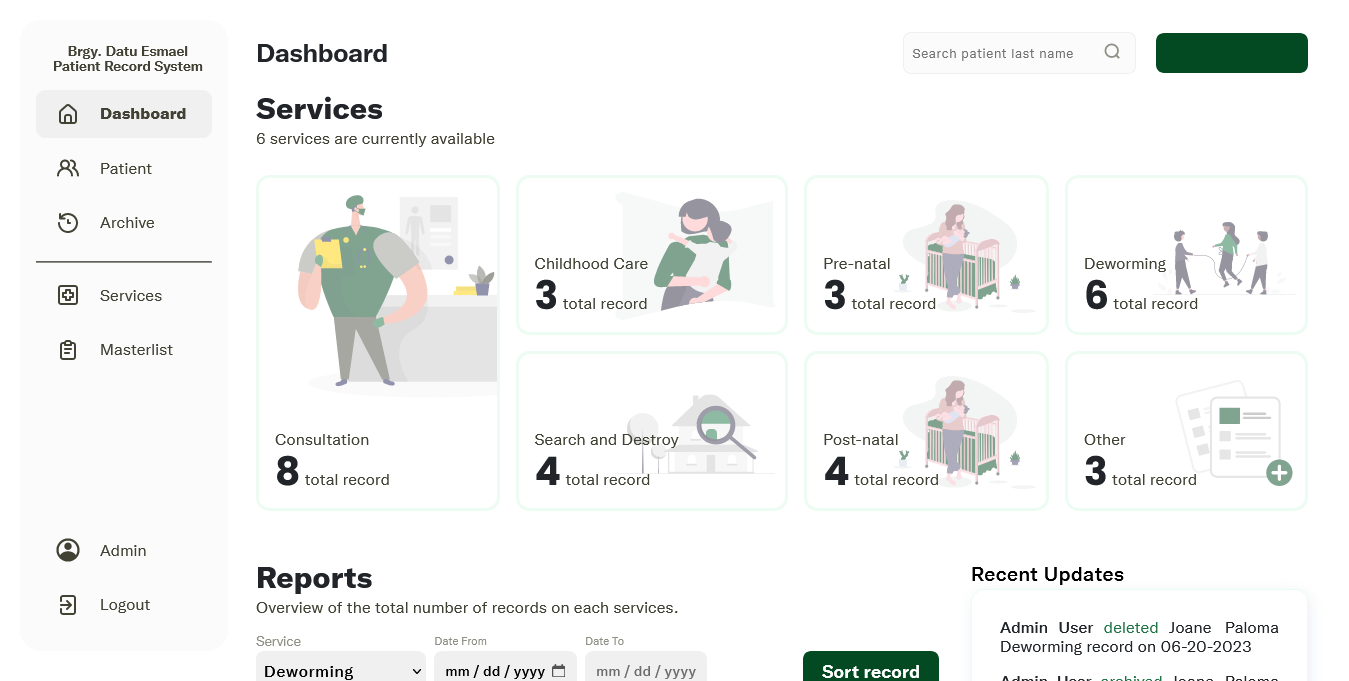 Brgy. Datu Esmael
Patient Record System
Dashboard
Patient
Archive
Services
Masterlist
Admin
Logout
Dashboard
Search patient last name
Services
6 services are currently available
Consultation
8 total record
Childhood Care
3 total record
Pre-natal
3 total record
Deworming
6 total record
Search and Destroy
4 total record
Post-natal
4 total record
Other
3 total record
Reports
Overview of the total number of records on each services.
Service
Date From
Date To
Deworming
mm / dd / yyyy
mm / dd / yyyy
Sort record
Recent Updates
Admin User deleted Joane Paloma
Deworming record on 06-20-2023
Admin User archived Joane Paloma